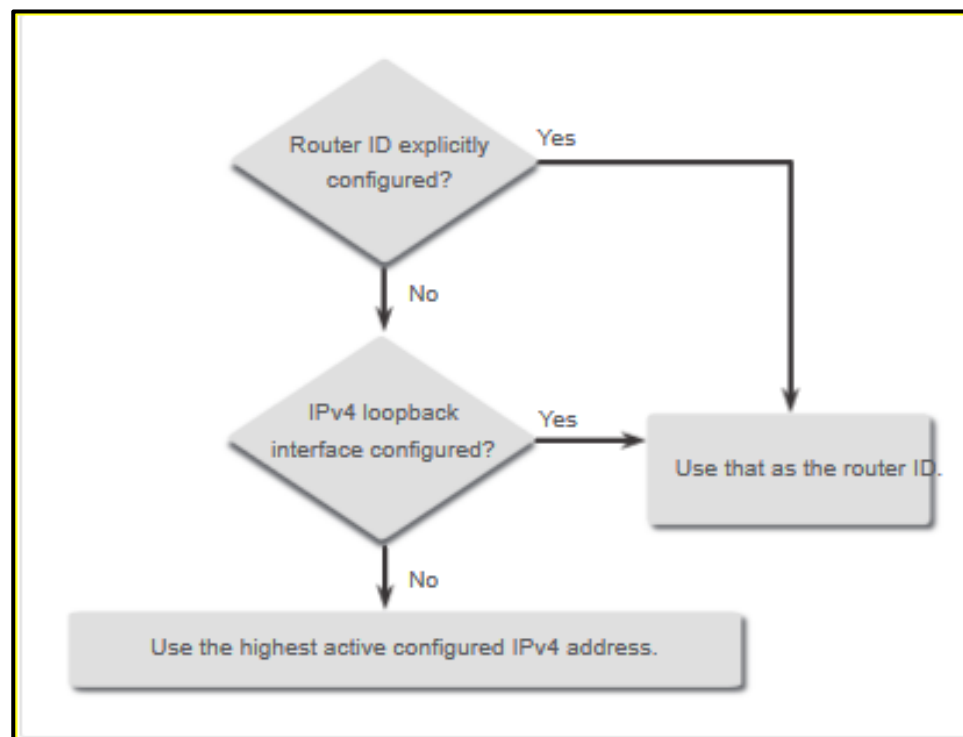 Router ID explicitly
configured?
Yes
No
IPv4 loopback
interface configured?
Yes
Use that as the router ID.
No
Use the highest active configured IPv4 address.